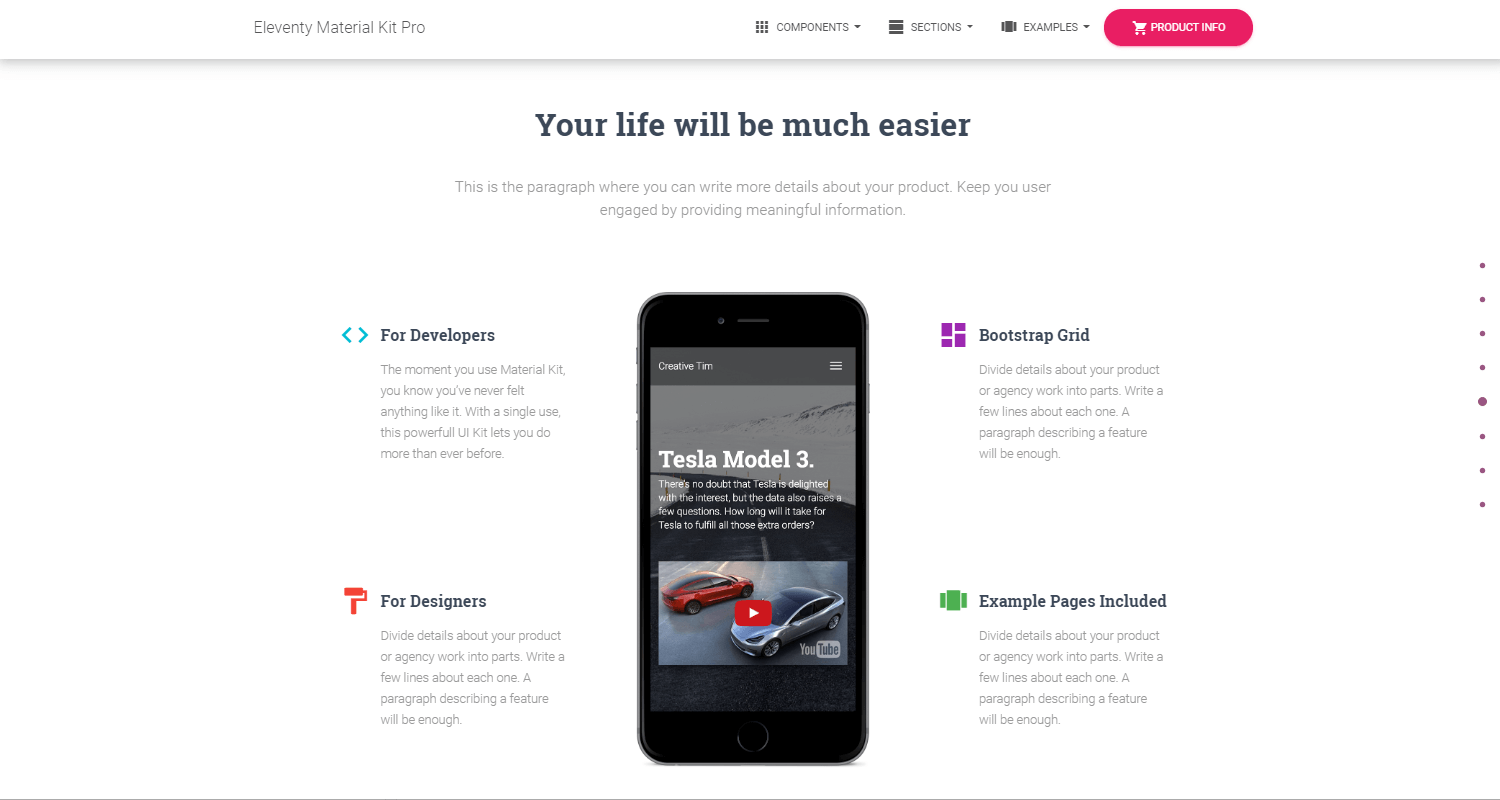 Eleventy Material Kit Pro
COMPONENTS
SECTIONS
EXAMPLES
PRODUCT INFO
Your life will be much easier
This is the paragraph where you can write more details about your product. Keep you user
engaged by providing meaningful information.
For Developers
The moment you use Material Kit,
you know you've never felt
anything like it. With a single use,
this powerfull UI Kit lets you do
more than ever before.
For Designers
Divide details about your product
or agency work into parts. Write a
few lines about each one. A
paragraph describing a feature
will be enough.
Creative Tim
Tesla Model 3.
There's no doubt that Tesla is delighted
with the interest, but the data also raises a
few questions. How long will it take for
Tesla to fulfill all those extra orders?
YouTube
Bootstrap Grid
Divide details about your product
or agency work into parts. Write a
few lines about each one. A
paragraph describing a feature
will be enough.
Example Pages Included
Divide details about your product
or agency work into parts. Write a
few lines about each one. A
paragraph describing a feature
will be enough.